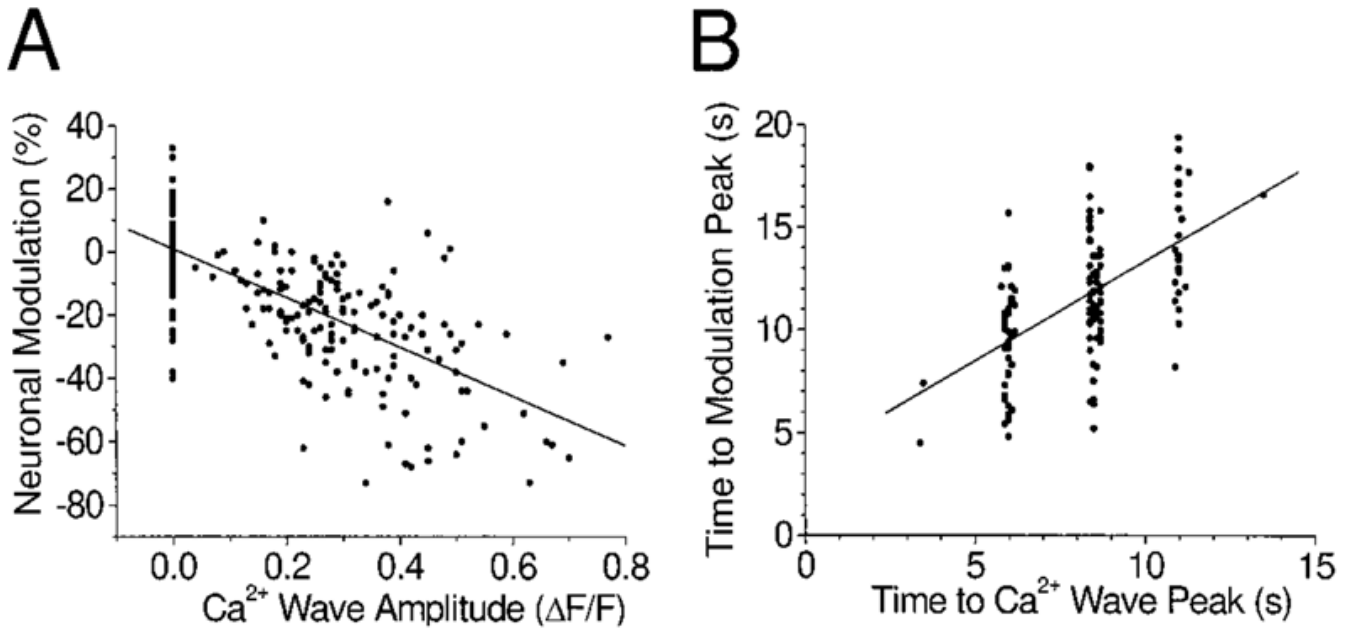 A
Neuronal Modulation (%)
40
20
0
-20
-40
-60
-80
0.0 0.2 0.4 0.6 0.8
Ca²⁺ Wave Amplitude (ΔF/F)
B
Time to Modulation Peak (s)
20
15
10
5
0
0 5 10 15
Time to Ca²⁺ Wave Peak (s)